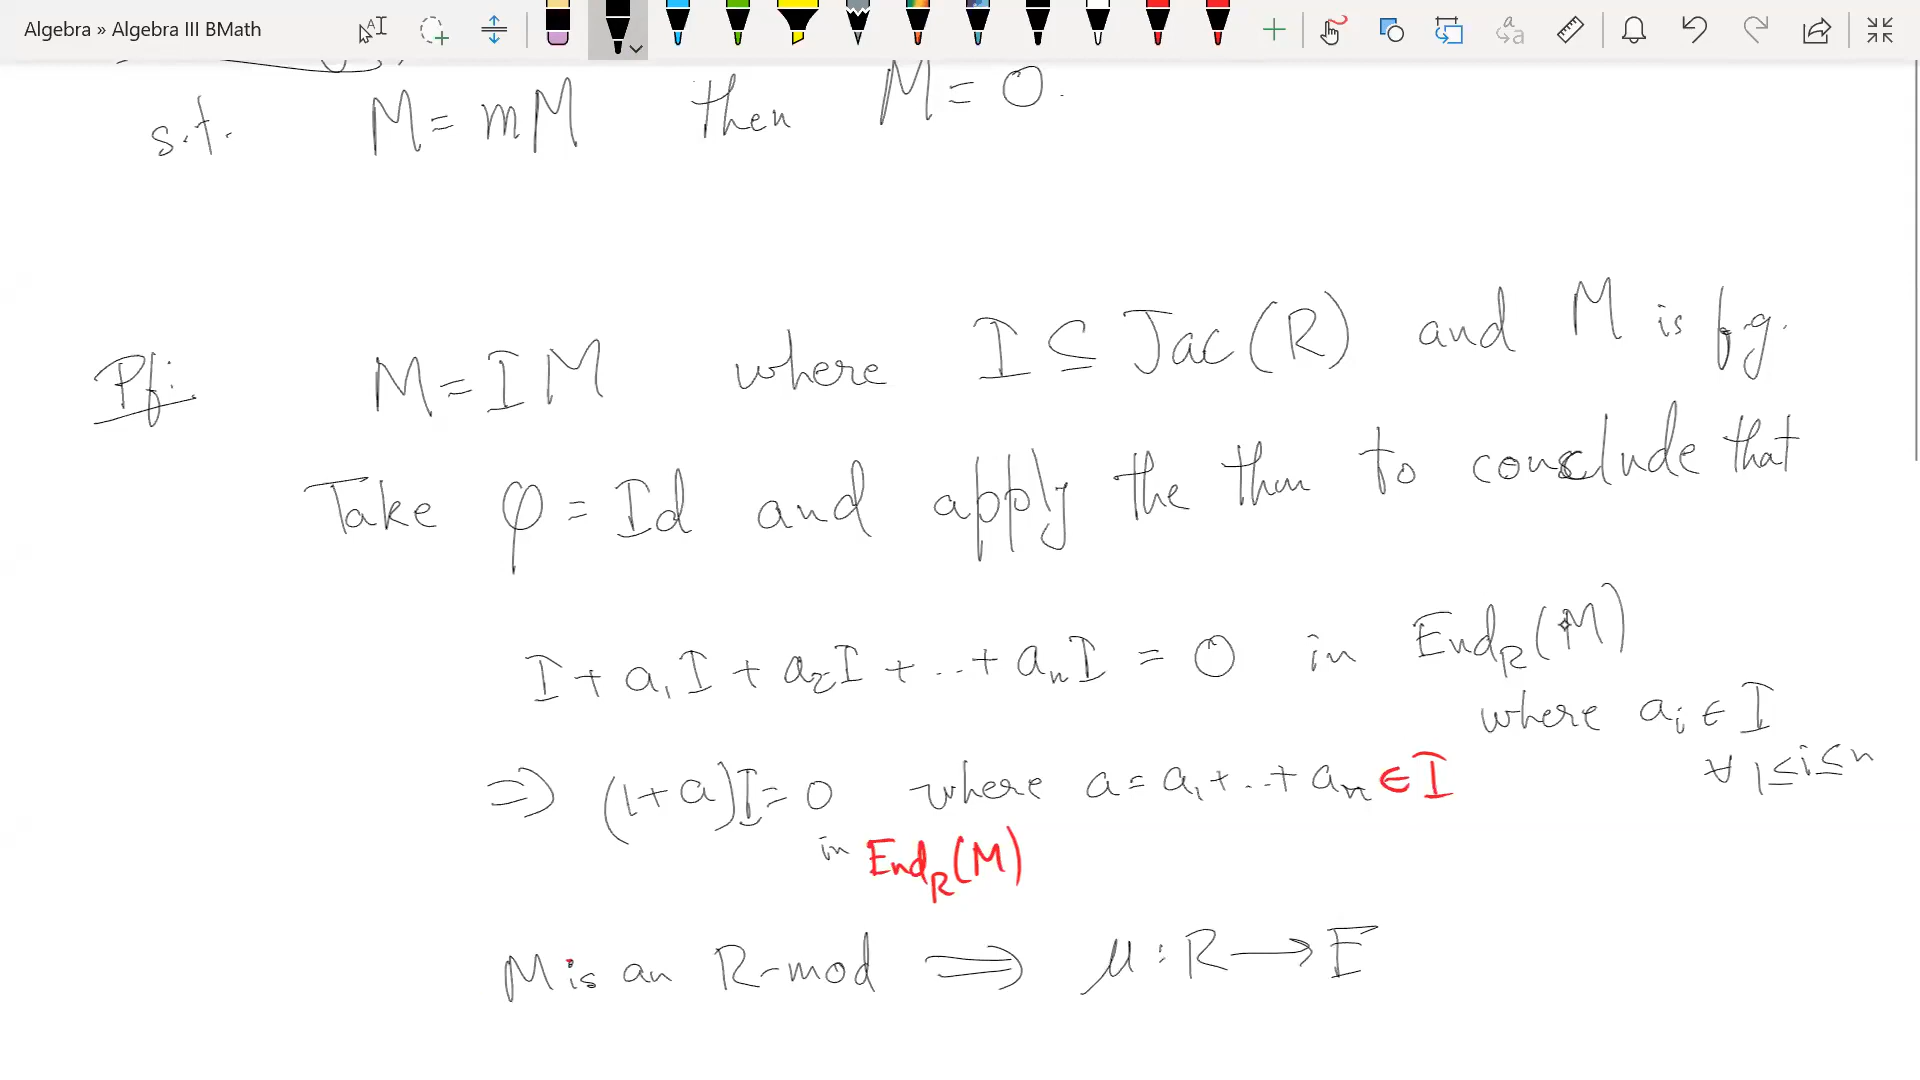 Algebra » Algebra III BMath
s.t. M = mM then M = 0.
Pf: M = I M where I ⊆ Jac(R) and M is f.g.
Take φ = Id and apply the thm to conclude that
I + a₁I + a₂I + ... + aₙI = 0 in End_R(M)
where aᵢ ∈ I
∀ 1 ≤ i ≤ n
⇒ (1+a)I = 0 where a = a₁ + ... + aₙ ∈ I
in End_R(M)
M is an R-mod ⟹ μ : R ⟶ E